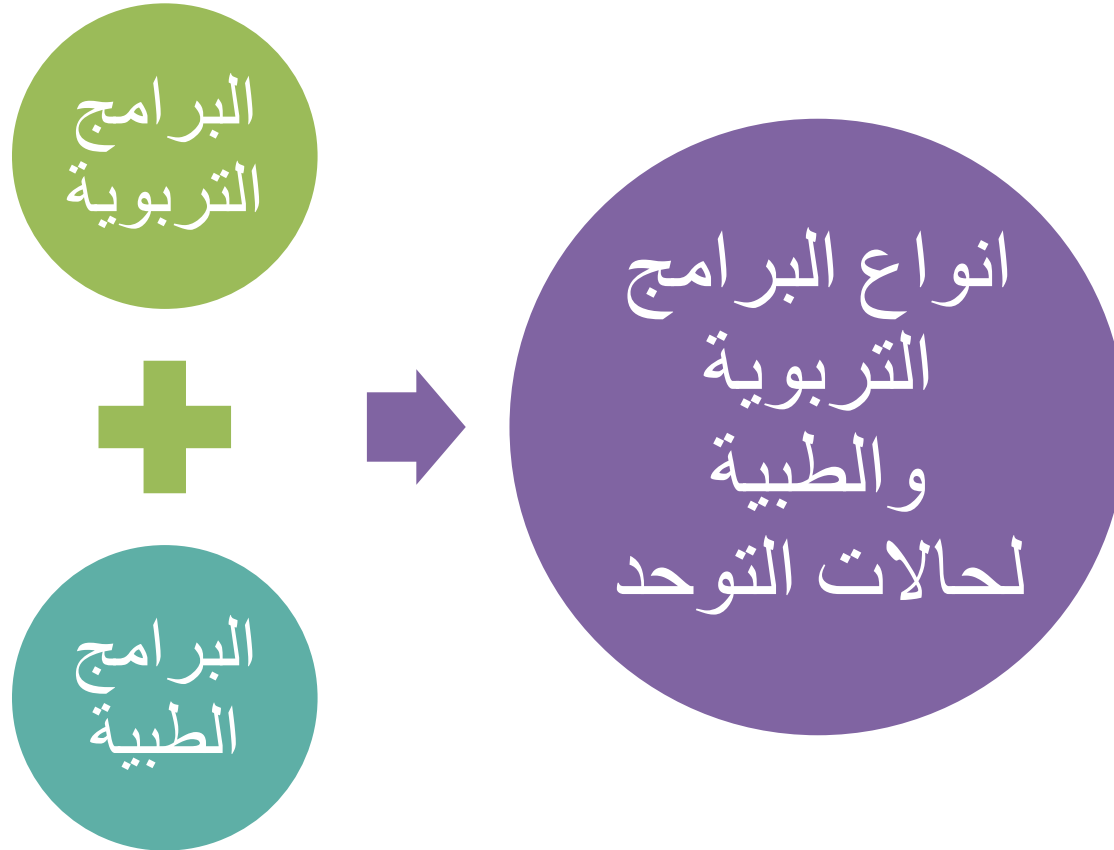 البرامج
التربوية
البرامج
الطبية
انواع البرامج
التربوية
والطبية
لحالات التوحد